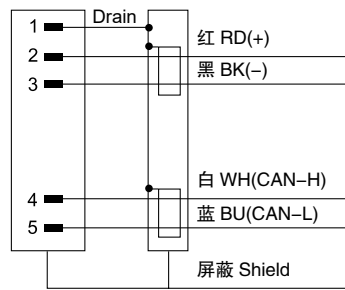 1 Drain
2 红 RD(+)
3 黑 BK(−)
4 白 WH(CAN−H)
5 蓝 BU(CAN−L)
屏蔽 Shield